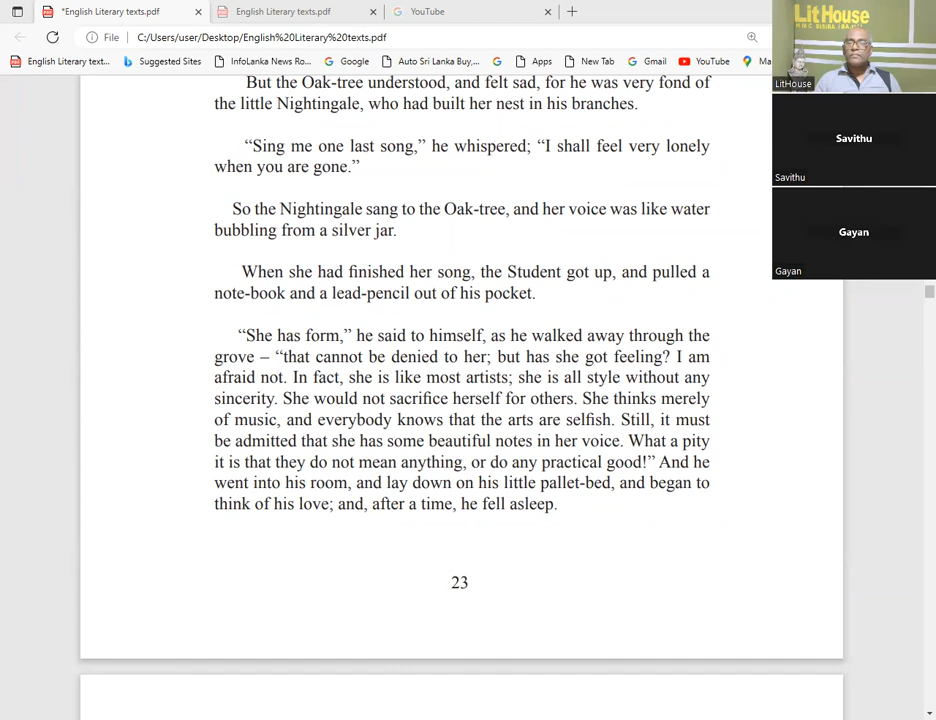 *English Literary texts.pdf
English Literary texts.pdf
YouTube
File
C:/Users/user/Desktop/English%20Literary%20texts.pdf
English Literary text...
Suggested Sites
InfoLanka News Ro...
Google
Auto Sri Lanka Buy,...
Apps
New Tab
Gmail
YouTube
Ma
But the Oak-tree understood, and felt sad, for he was very fond of
the little Nightingale, who had built her nest in his branches.
“Sing me one last song,” he whispered; “I shall feel very lonely
when you are gone.”
So the Nightingale sang to the Oak-tree, and her voice was like water
bubbling from a silver jar.
When she had finished her song, the Student got up, and pulled a
note-book and a lead-pencil out of his pocket.
“She has form,” he said to himself, as he walked away through the
grove – “that cannot be denied to her; but has she got feeling? I am
afraid not. In fact, she is like most artists; she is all style without any
sincerity. She would not sacrifice herself for others. She thinks merely
of music, and everybody knows that the arts are selfish. Still, it must
be admitted that she has some beautiful notes in her voice. What a pity
it is that they do not mean anything, or do any practical good!” And he
went into his room, and lay down on his little pallet-bed, and began to
think of his love; and, after a time, he fell asleep.
23
LitHouse
LitHouse
Savithu
Savithu
Gayan
Gayan